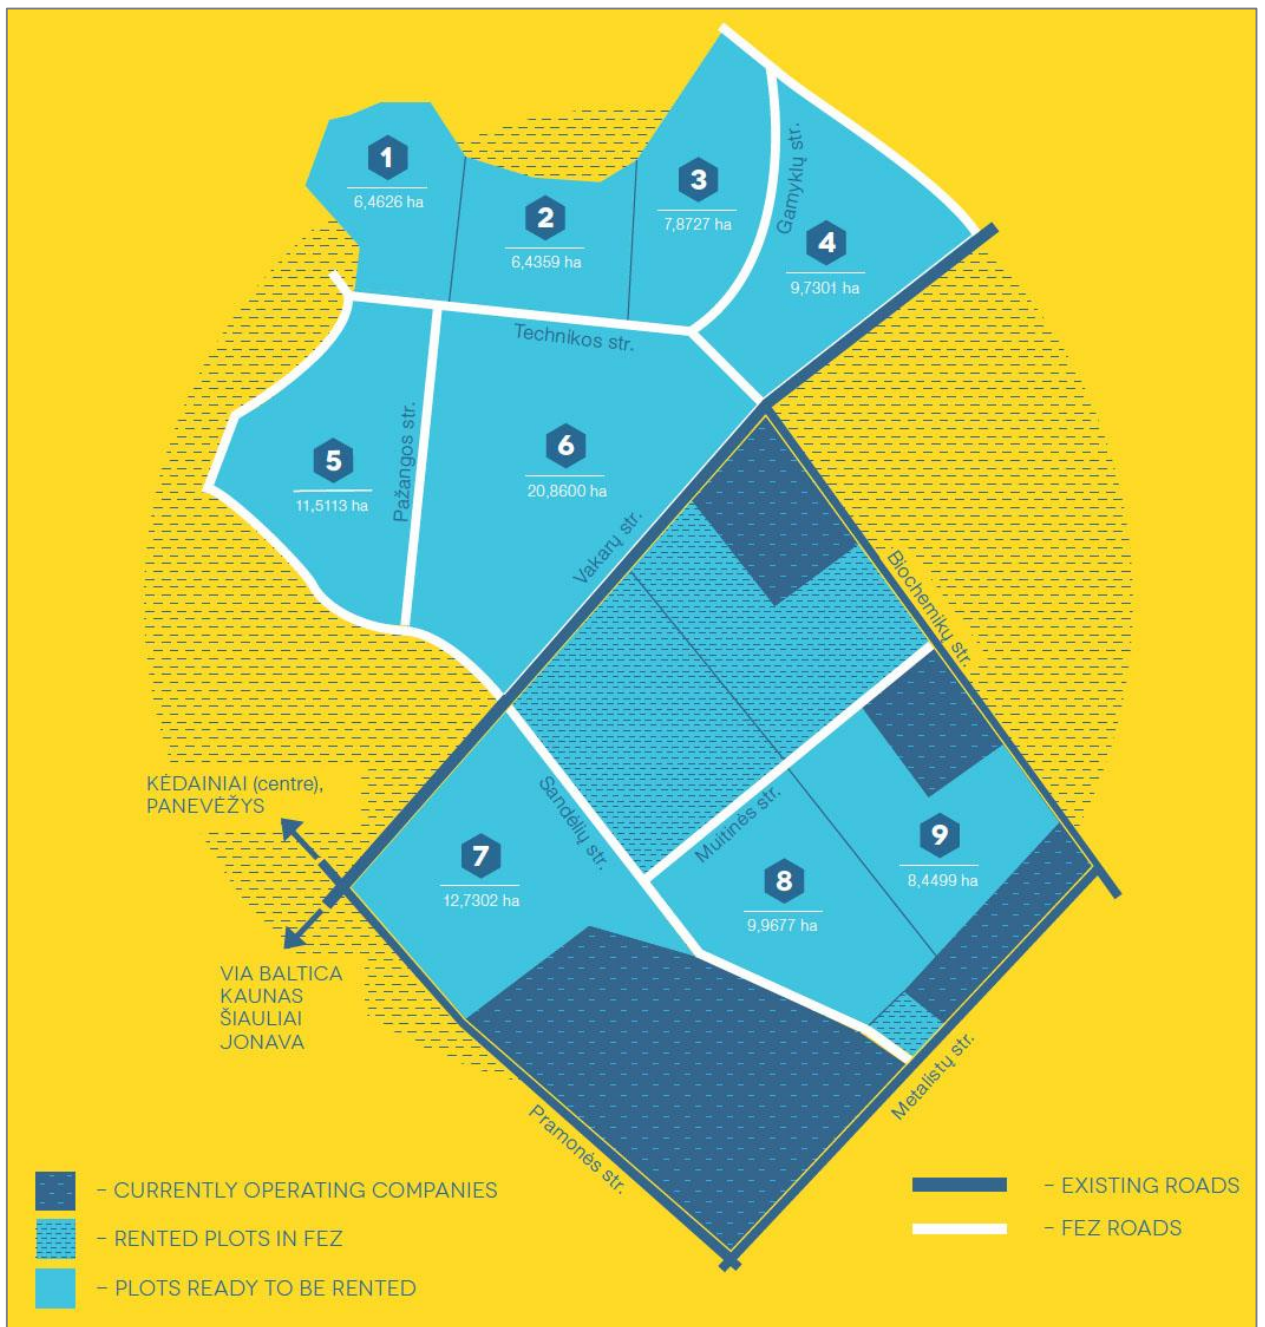 1
6,4626 ha
2
6,4359 ha
3
7,8727 ha
Gamyklų str.
4
9,7301 ha
Technikos str.
5
11,5113 ha
Pažangos str.
6
20,8600 ha
Vakarų str.
Biochemikų str.
KĖDAINIAI (centre),
PANEVĖŽYS
Sandėlių str.
Muitinės str.
7
12,7302 ha
8
9,9677 ha
9
8,4499 ha
VIA BALTICA
KAUNAS
ŠIAULIAI
JONAVA
Metalistų str.
Pramonės str.
– CURRENTLY OPERATING COMPANIES
– RENTED PLOTS IN FEZ
– PLOTS READY TO BE RENTED
– EXISTING ROADS
– FEZ ROADS